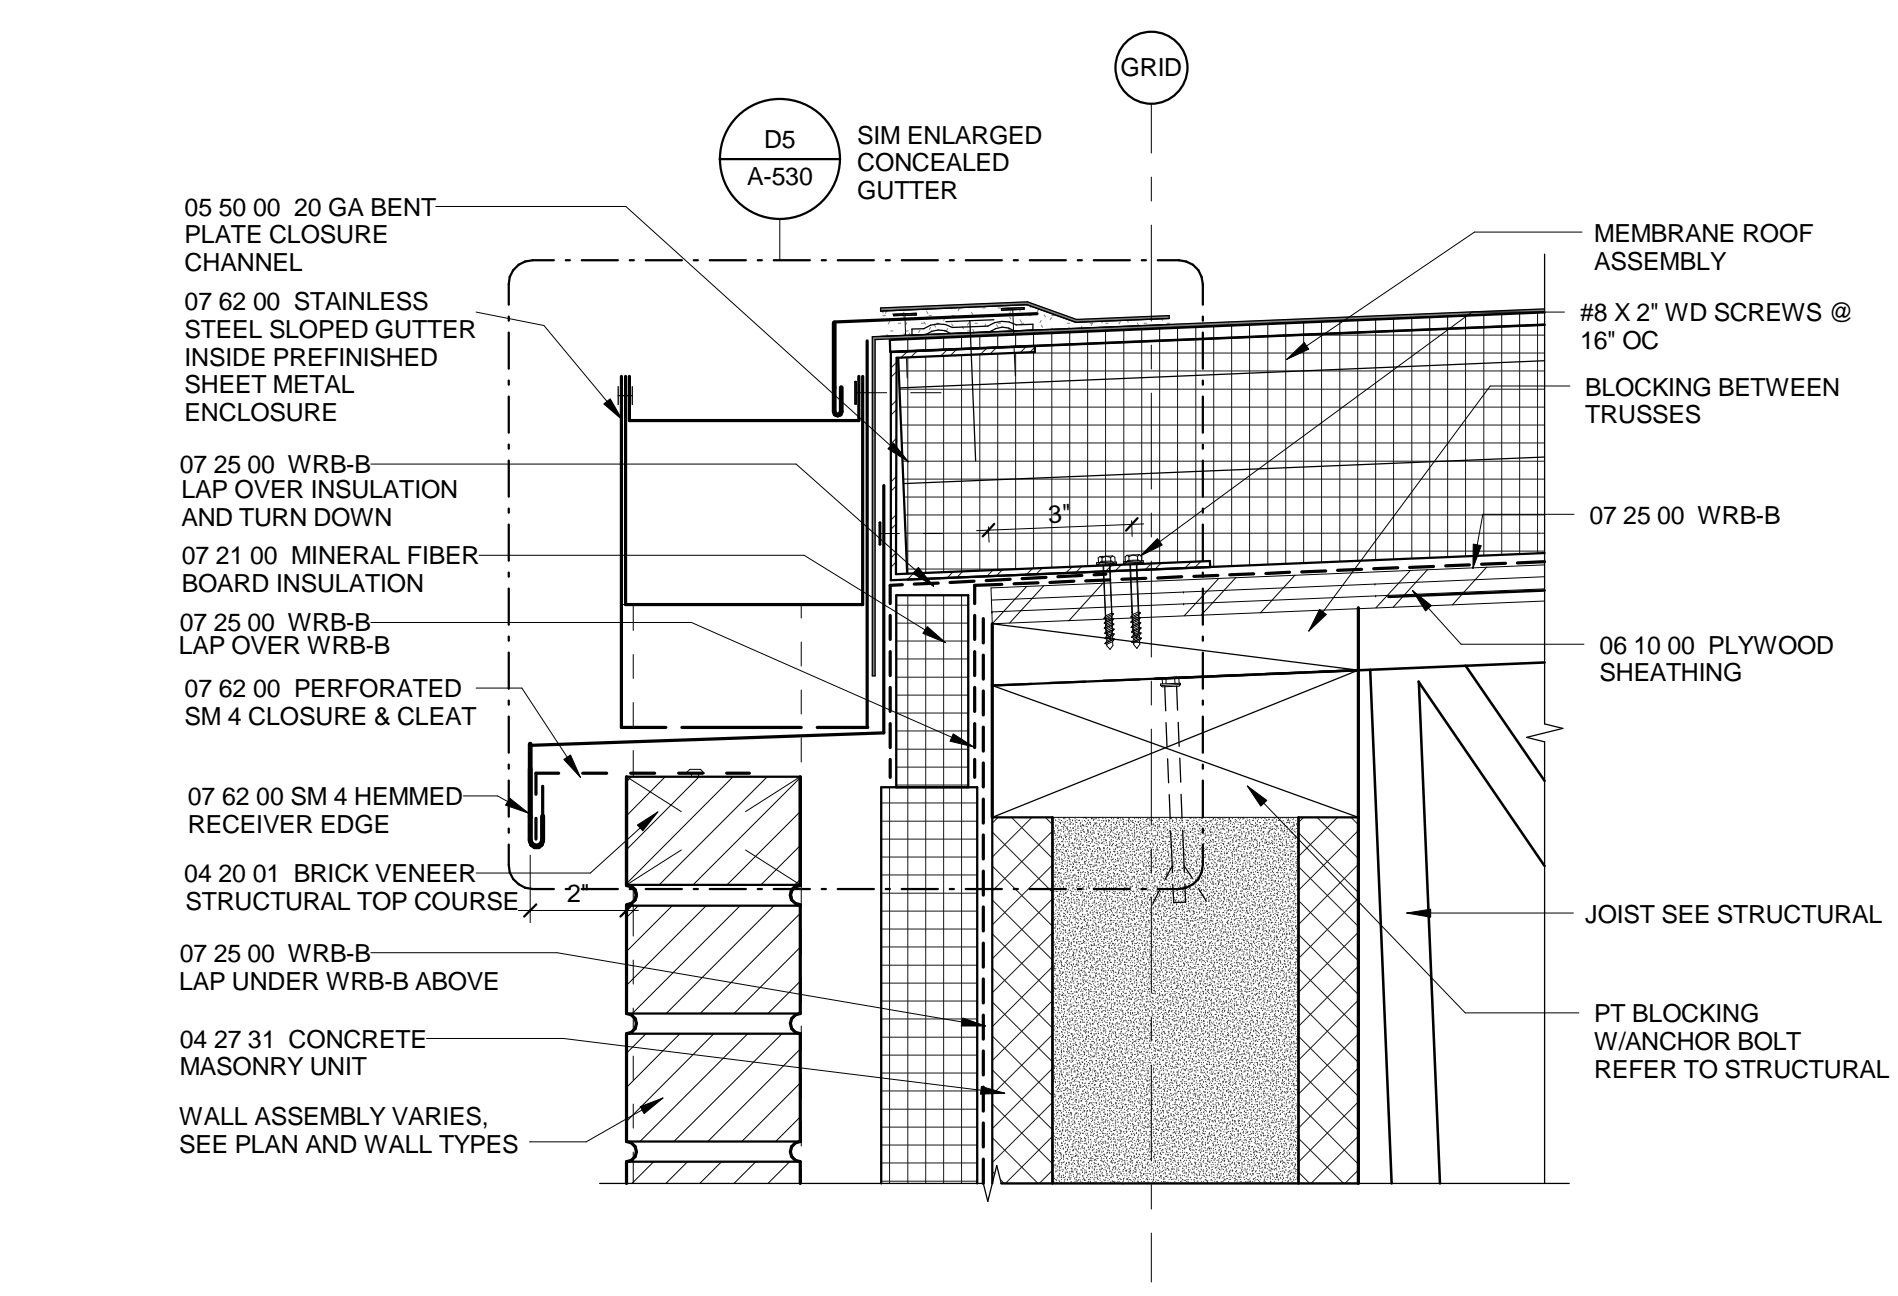 GRID
D5
A-530
SIM ENLARGED
CONCEALED
GUTTER
05 50 00  20 GA BENT
PLATE CLOSURE
CHANNEL
07 62 00  STAINLESS
STEEL SLOPED GUTTER
INSIDE PREFINISHED
SHEET METAL
ENCLOSURE
07 25 00  WRB-B
LAP OVER INSULATION
AND TURN DOWN
07 21 00  MINERAL FIBER
BOARD INSULATION
07 25 00  WRB-B
LAP OVER WRB-B
07 62 00  PERFORATED
SM 4 CLOSURE & CLEAT
07 62 00 SM 4 HEMMED
RECEIVER EDGE
04 20 01  BRICK VENEER
STRUCTURAL TOP COURSE
07 25 00  WRB-B
LAP UNDER WRB-B ABOVE
04 27 31  CONCRETE
MASONRY UNIT
WALL ASSEMBLY VARIES,
SEE PLAN AND WALL TYPES
2"
3"
MEMBRANE ROOF
ASSEMBLY
#8 X 2" WD SCREWS @
16" OC
BLOCKING BETWEEN
TRUSSES
07 25 00  WRB-B
06 10 00  PLYWOOD
SHEATHING
JOIST SEE STRUCTURAL
PT BLOCKING
W/ANCHOR BOLT
REFER TO STRUCTURAL